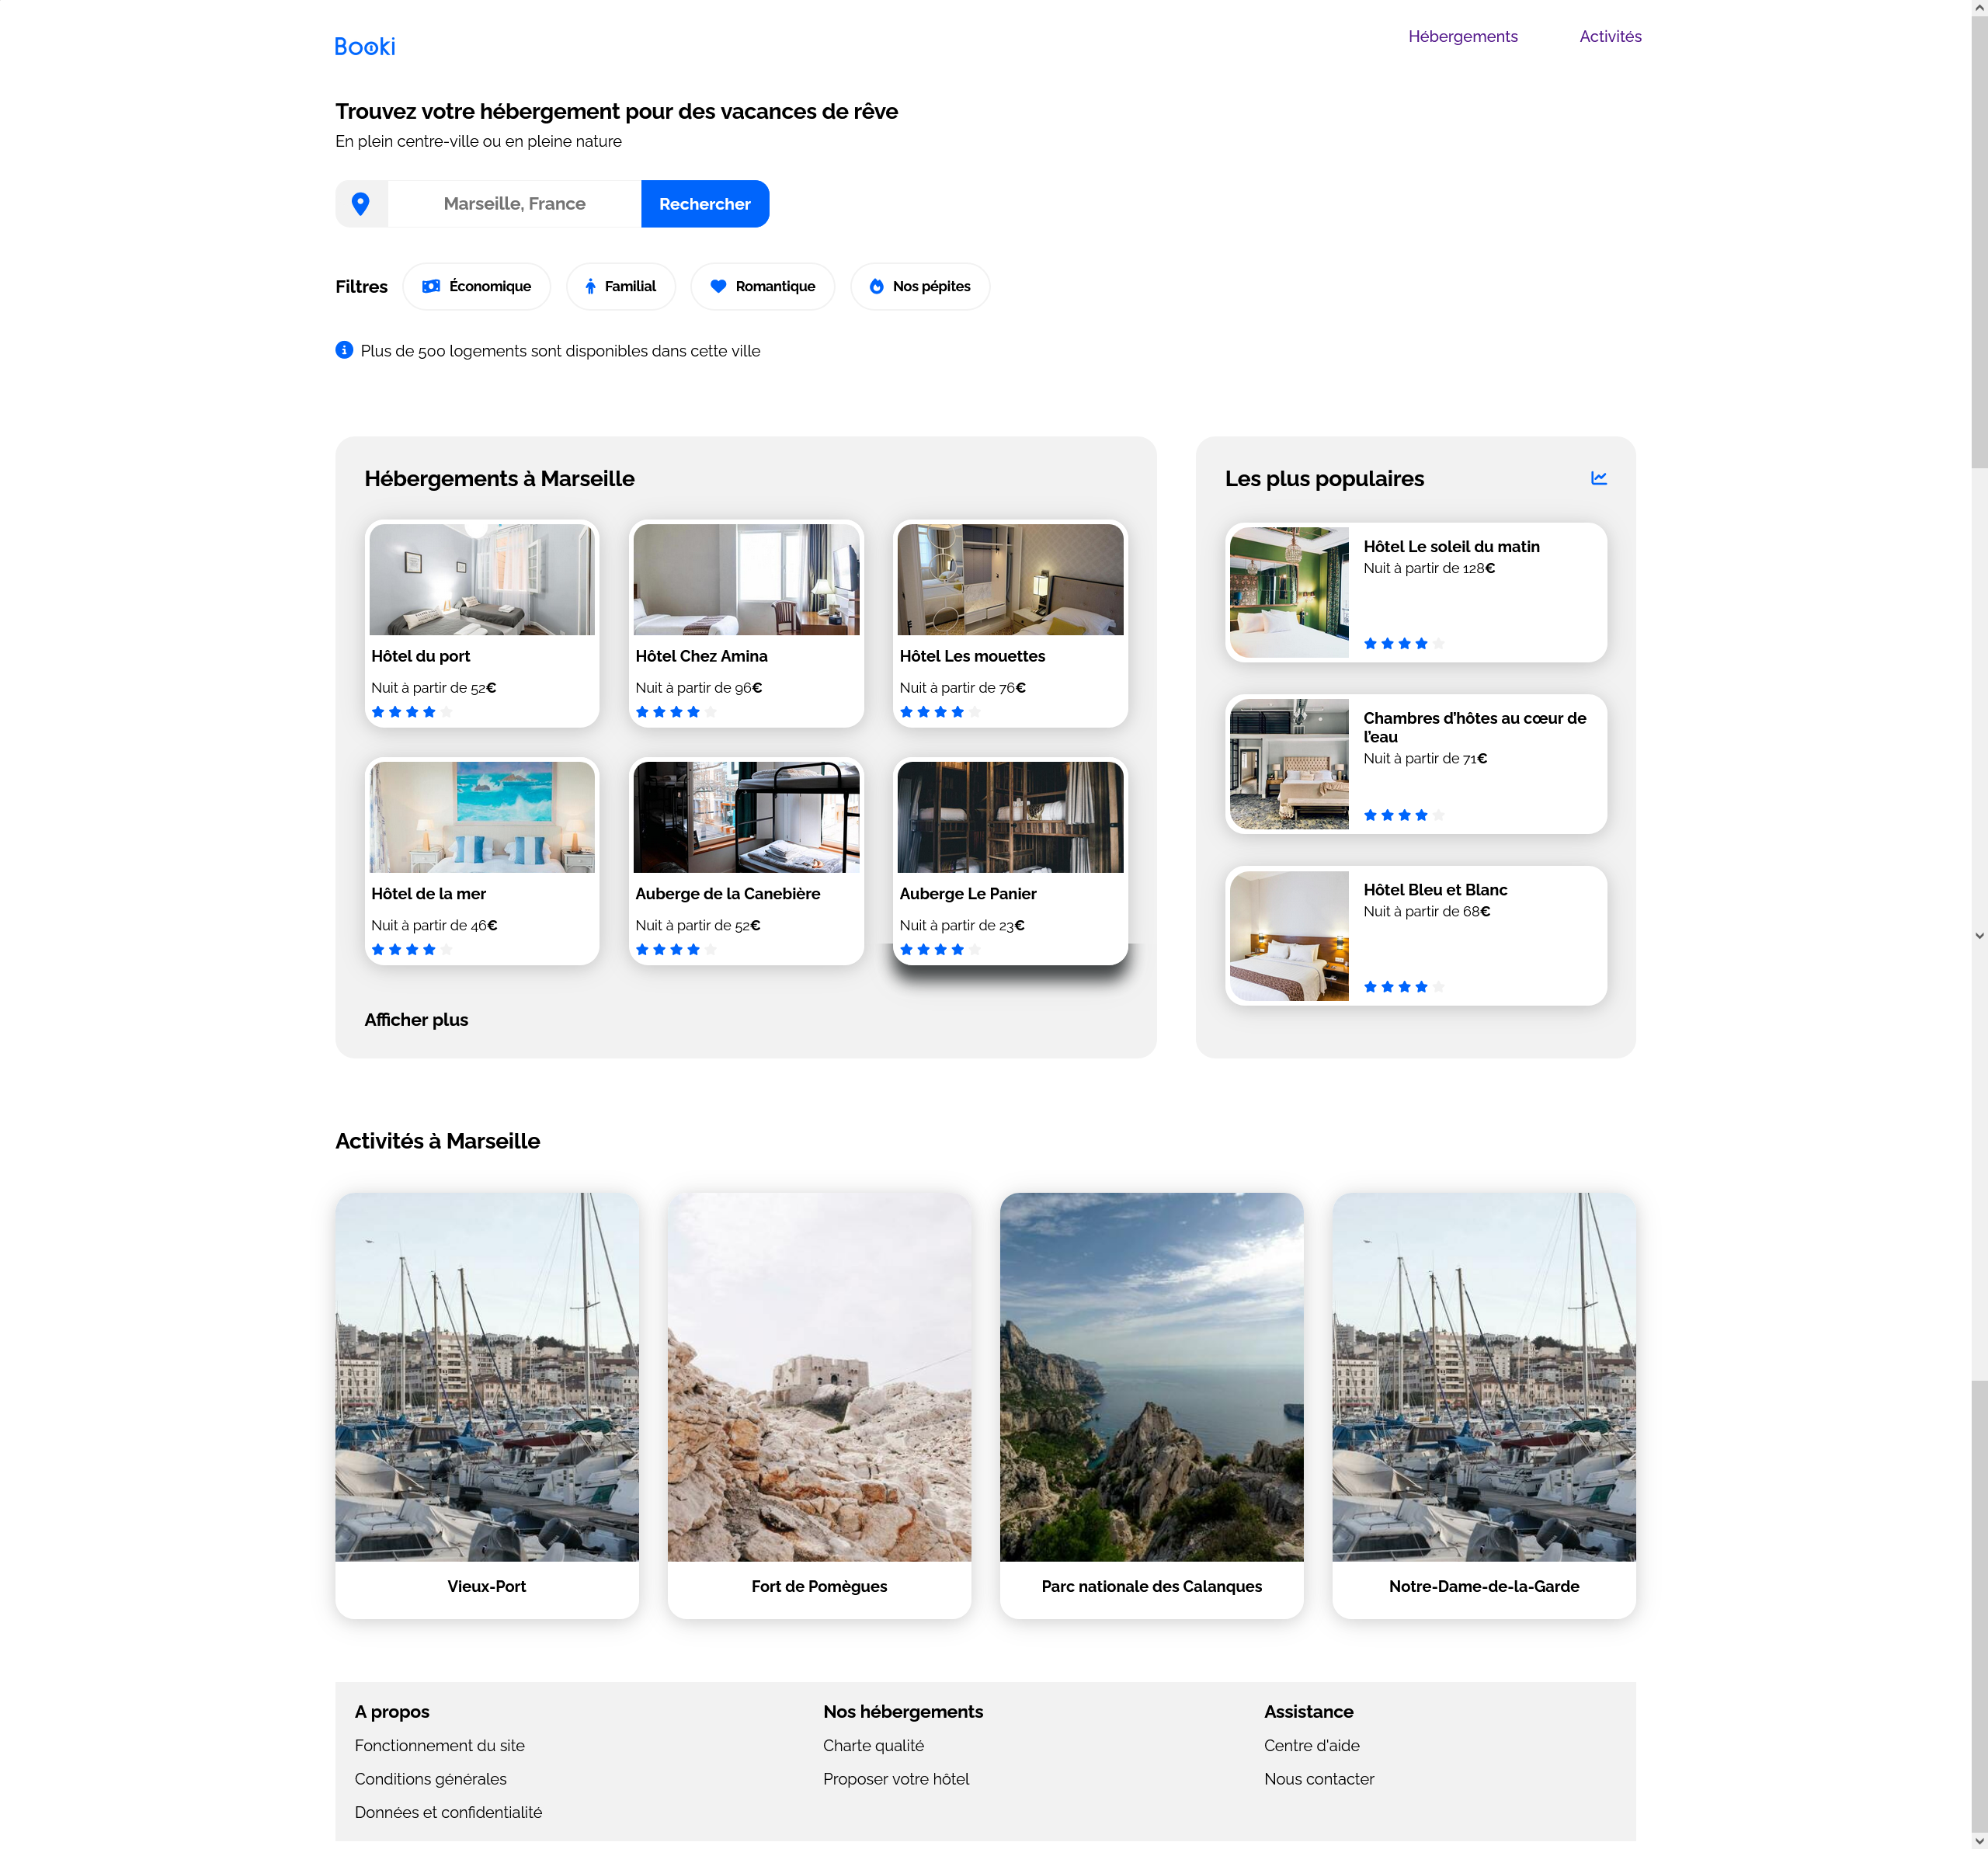 Booki
Hébergements
Activités
Trouvez votre hébergement pour des vacances de rêve
En plein centre-ville ou en pleine nature
Marseille, France
Rechercher
Filtres
Économique
Familial
Romantique
Nos pépites
Plus de 500 logements sont disponibles dans cette ville
Hébergements à Marseille
Hôtel du port
Nuit à partir de 52€
Hôtel Chez Amina
Nuit à partir de 96€
Hôtel Les mouettes
Nuit à partir de 76€
Hôtel de la mer
Nuit à partir de 46€
Auberge de la Canebière
Nuit à partir de 52€
Auberge Le Panier
Nuit à partir de 23€
Afficher plus
Les plus populaires
Hôtel Le soleil du matin
Nuit à partir de 128€
Chambres d'hôtes au cœur de
l'eau
Nuit à partir de 71€
Hôtel Bleu et Blanc
Nuit à partir de 68€
Activités à Marseille
Vieux-Port
Fort de Pomègues
Parc nationale des Calanques
Notre-Dame-de-la-Garde
A propos
Fonctionnement du site
Conditions générales
Données et confidentialité
Nos hébergements
Charte qualité
Proposer votre hôtel
Assistance
Centre d'aide
Nous contacter